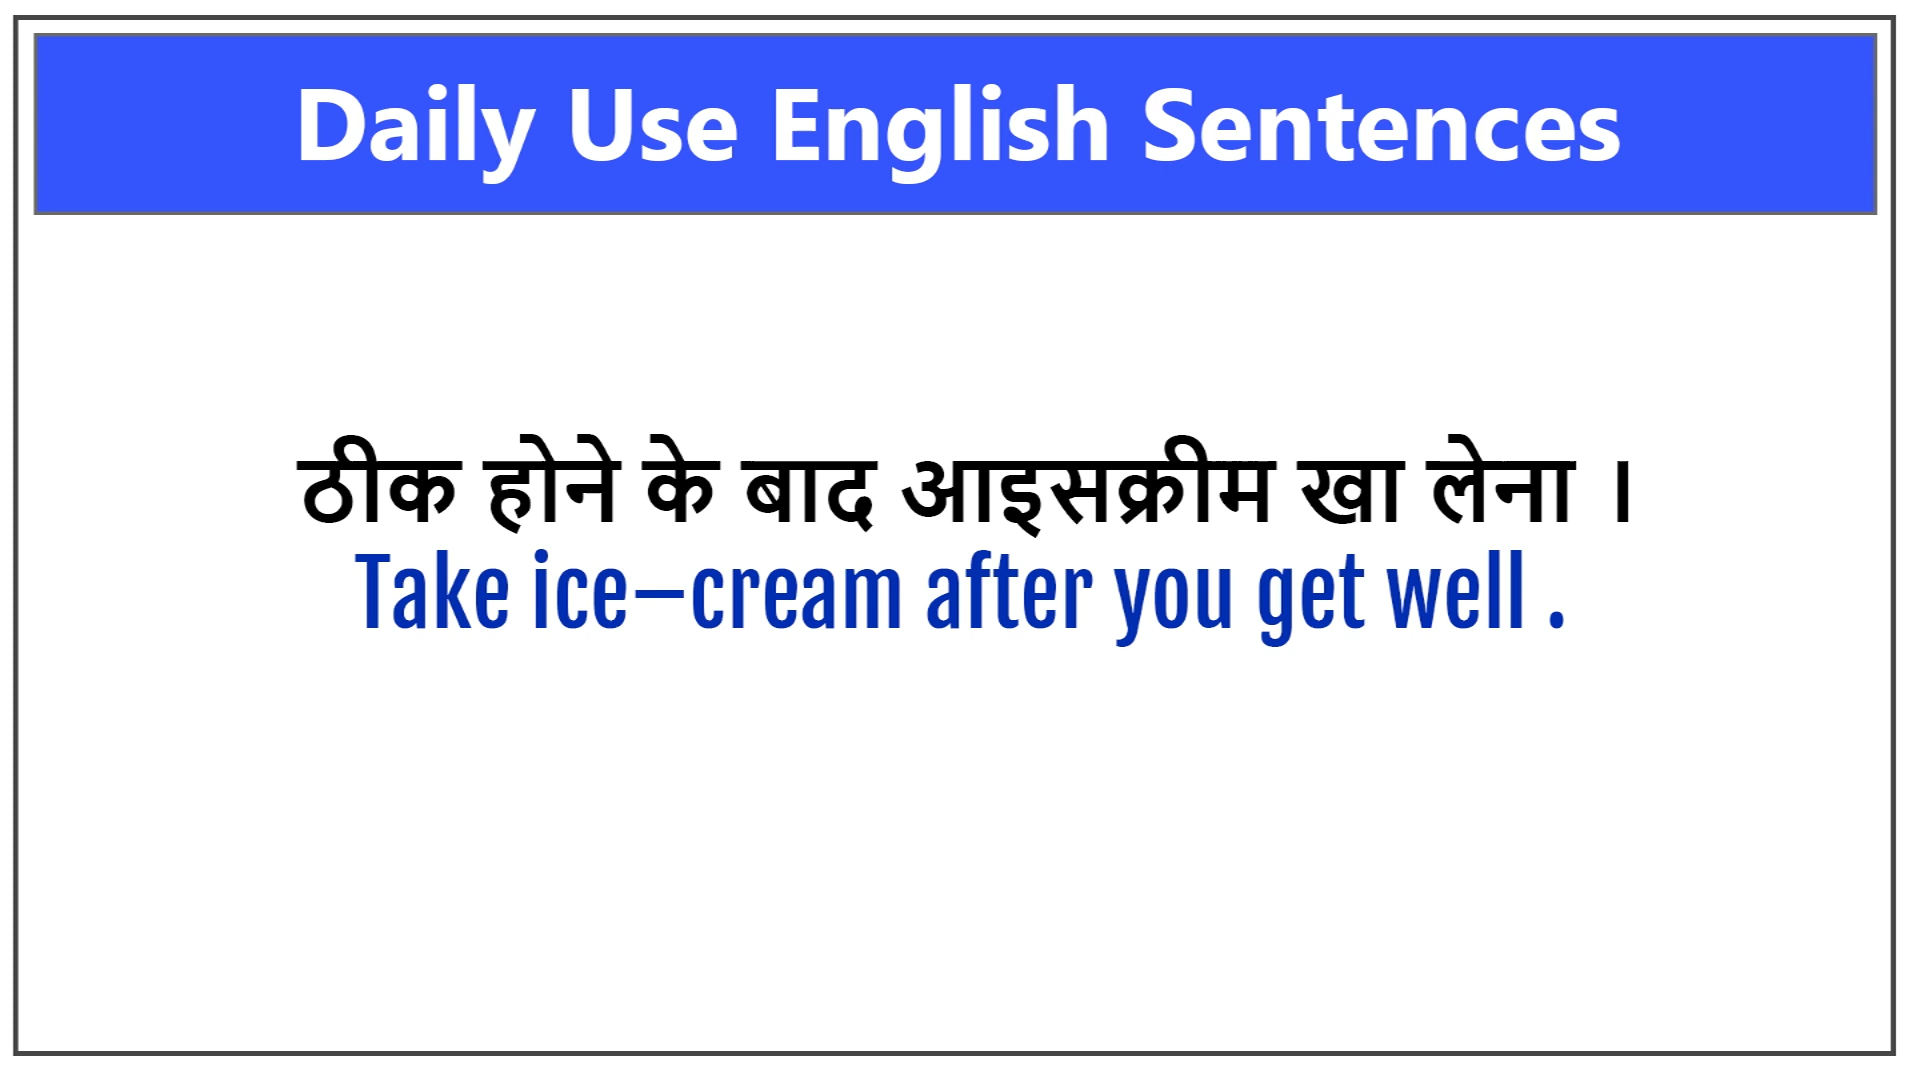 Daily Use English Sentences
ठीक होने के बाद आइसक्रीम खा लेना ।
Take ice–cream after you get well .